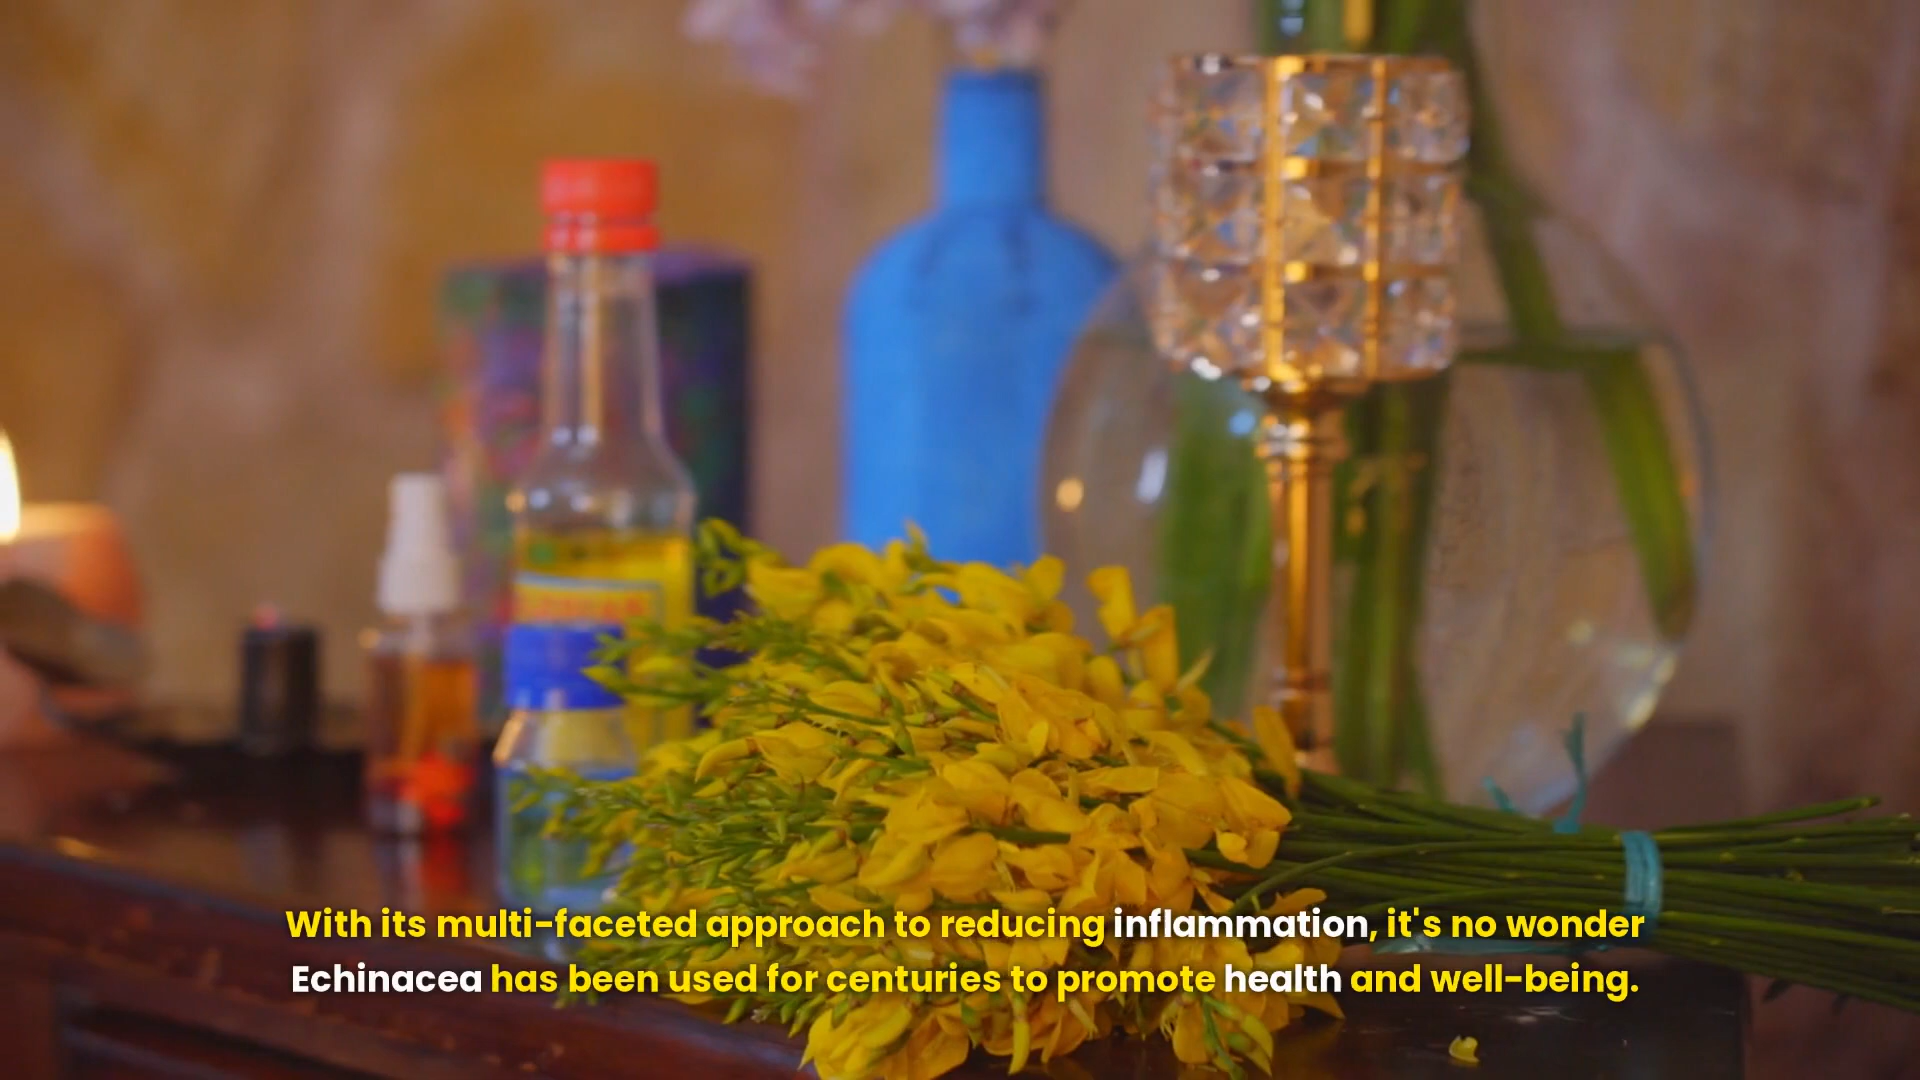 With its multi-faceted approach to reducing inflammation, it's no wonder
Echinacea has been used for centuries to promote health and well-being.